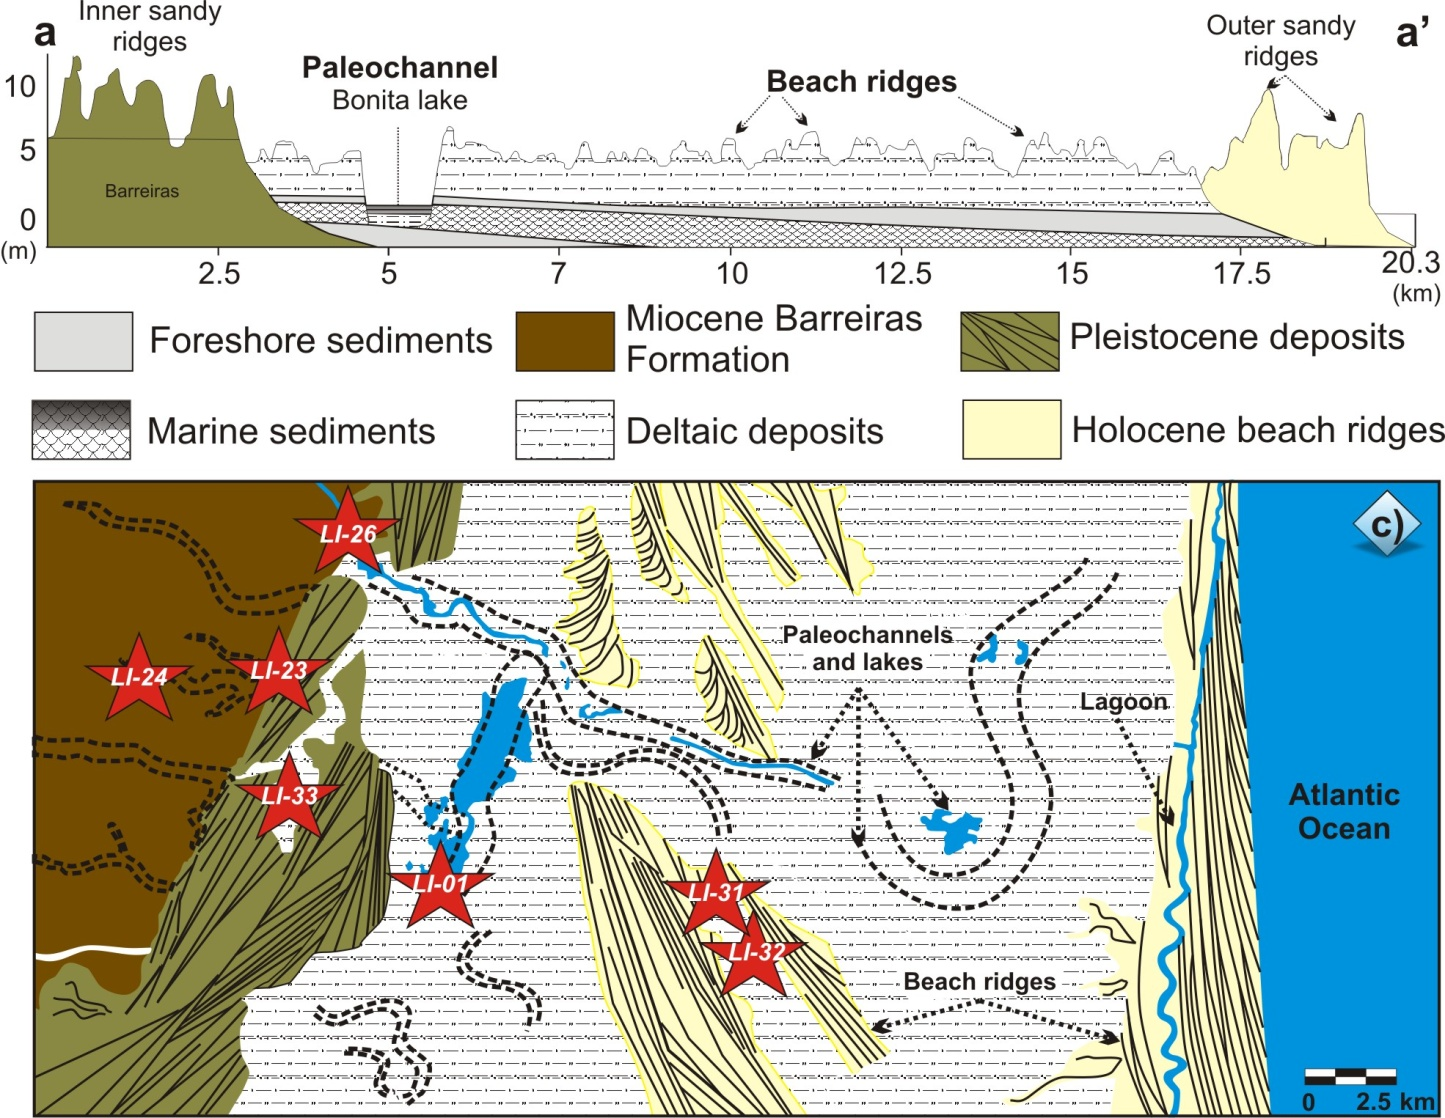 a
Inner sandy
ridges
Paleochannel
Bonita lake
Beach ridges
Outer sandy
ridges
a’
10
5
0
(m)
Barreiras
2.5
5
7
10
12.5
15
17.5
20.3
(km)
Foreshore sediments
Miocene Barreiras
Formation
Pleistocene deposits
Marine sediments
Deltaic deposits
Holocene beach ridges
c)
LI-26
LI-24
LI-23
LI-33
LI-01
LI-31
LI-32
Paleochannels
and lakes
Lagoon
Atlantic
Ocean
Beach ridges
0 2.5 km